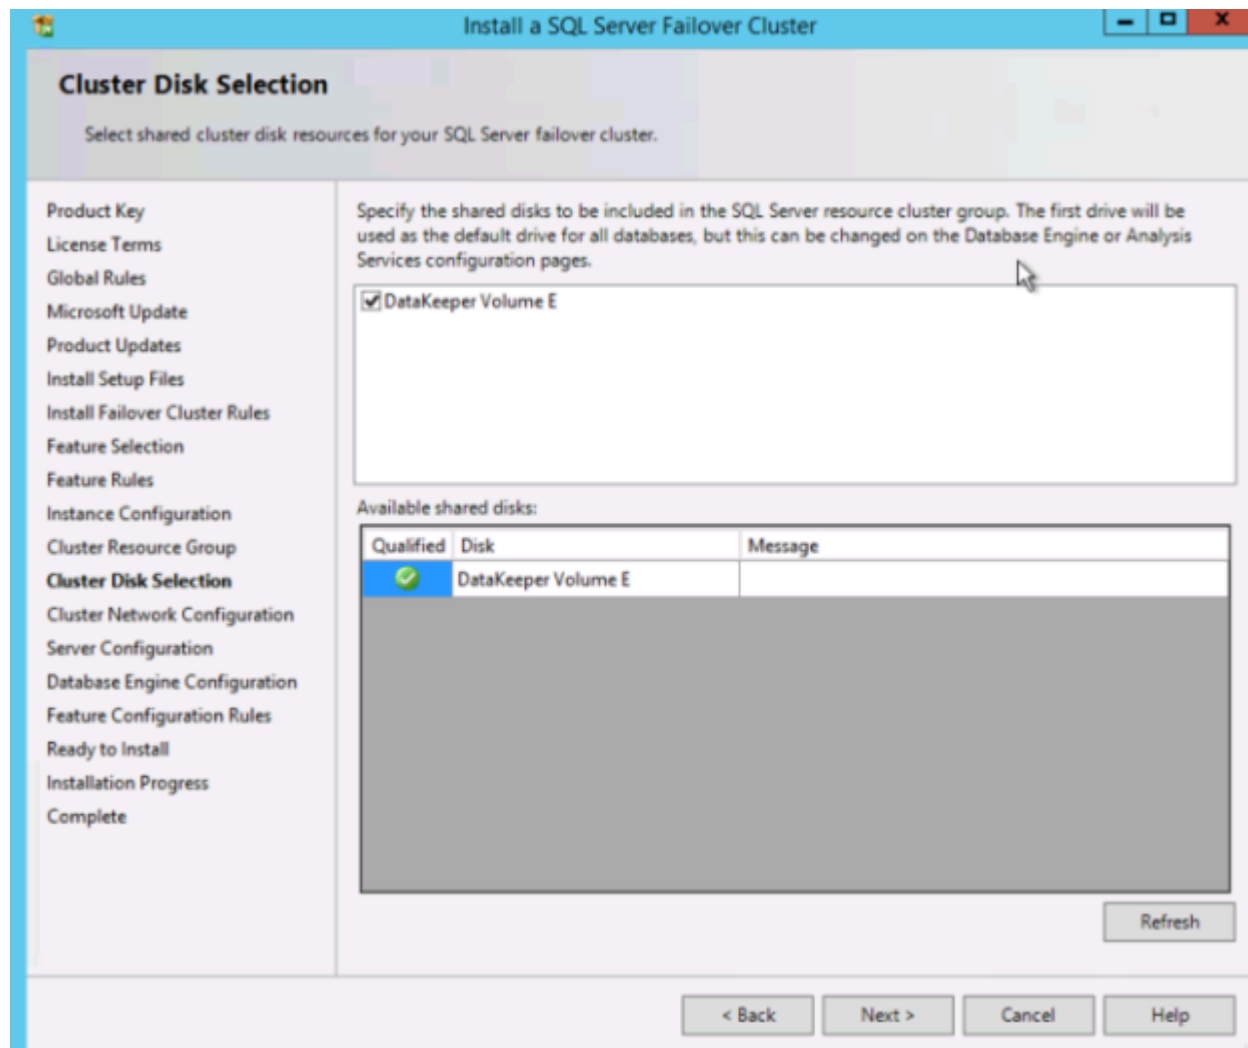 Install a SQL Server Failover Cluster
Cluster Disk Selection
Select shared cluster disk resources for your SQL Server failover cluster.
Product Key
License Terms
Global Rules
Microsoft Update
Product Updates
Install Setup Files
Install Failover Cluster Rules
Feature Selection
Feature Rules
Instance Configuration
Cluster Resource Group
Cluster Disk Selection
Cluster Network Configuration
Server Configuration
Database Engine Configuration
Feature Configuration Rules
Ready to Install
Installation Progress
Complete
Specify the shared disks to be included in the SQL Server resource cluster group. The first drive will be
used as the default drive for all databases, but this can be changed on the Database Engine or Analysis
Services configuration pages.
DataKeeper Volume E
Available shared disks:
Qualified Disk Message
DataKeeper Volume E
Refresh
< Back Next > Cancel Help